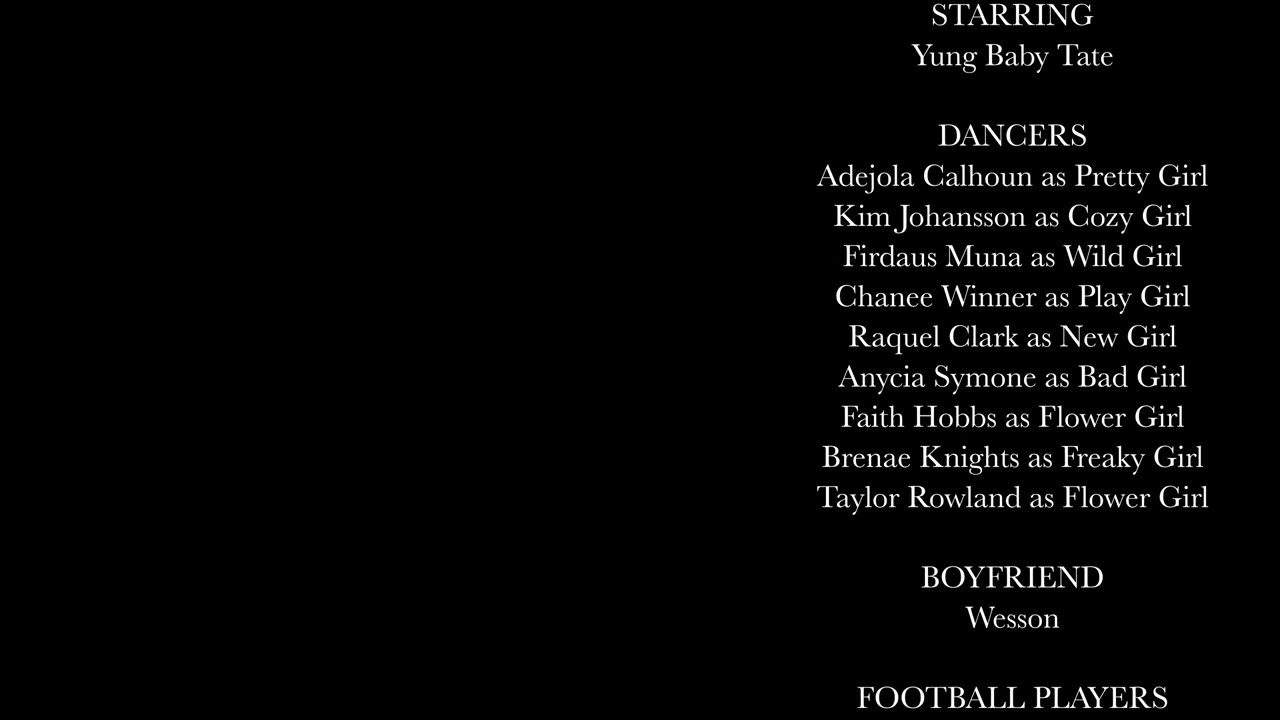 STARRING
Yung Baby Tate
DANCERS
Adejola Calhoun as Pretty Girl
Kim Johansson as Cozy Girl
Firdaus Muna as Wild Girl
Chanee Winner as Play Girl
Raquel Clark as New Girl
Anycia Symone as Bad Girl
Faith Hobbs as Flower Girl
Brenae Knights as Freaky Girl
Taylor Rowland as Flower Girl
BOYFRIEND
Wesson
FOOTBALL PLAYERS